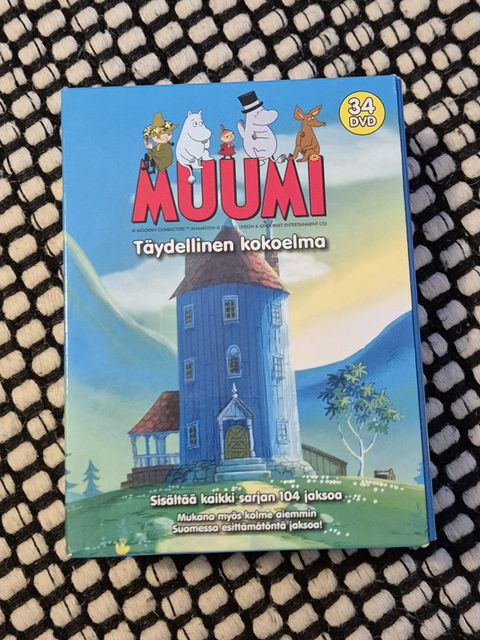 34
DVD
MUUMI
Täydellinen kokoelma
Sisältää kaikki sarjan 104 jaksoa
Mukana myös kolme aiemmin
Suomessa esittämätöntä jaksoa!